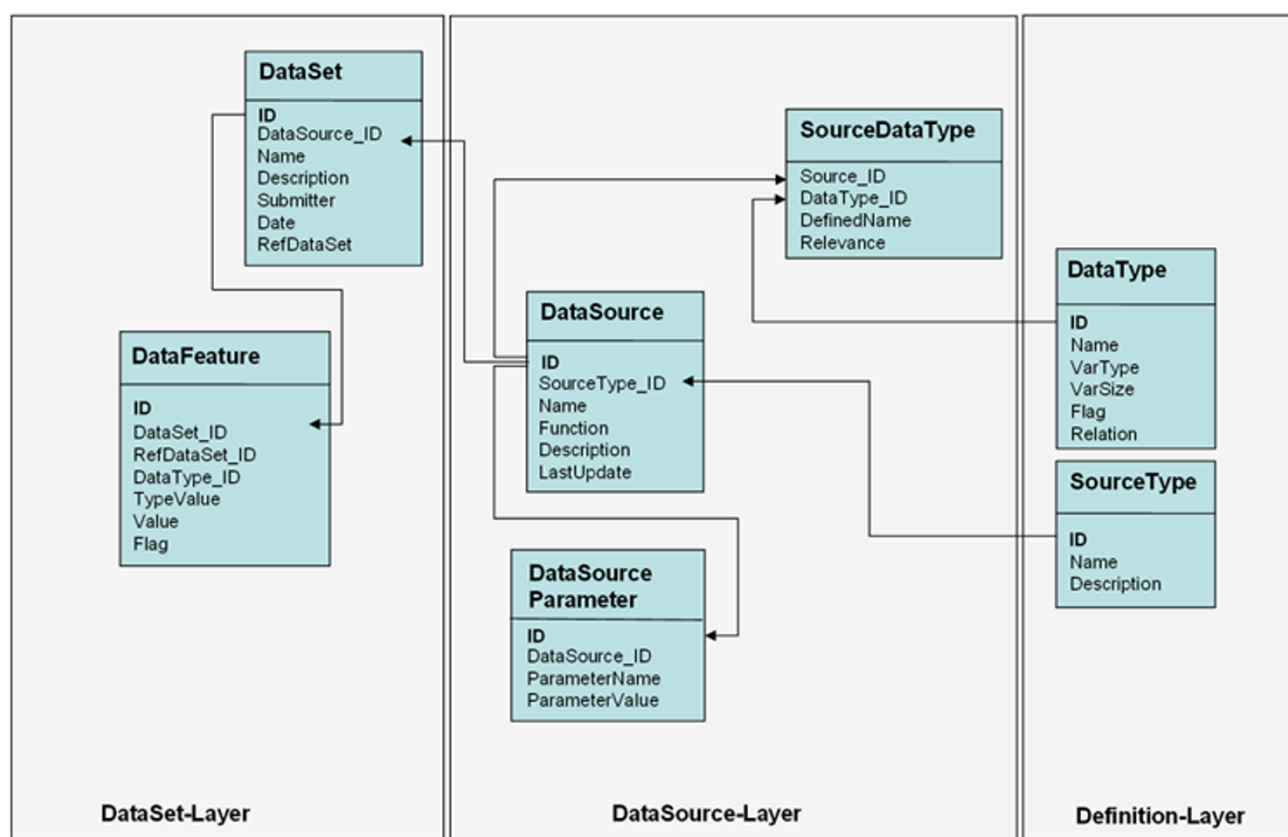 DataSet
ID
DataSource_ID
Name
Description
Submitter
Date
RefDataSet
DataFeature
ID
DataSet_ID
RefDataSet_ID
DataType_ID
TypeValue
Value
Flag
DataSet-Layer
SourceDataType
Source_ID
DataType_ID
DefinedName
Relevance
DataSource
ID
SourceType_ID
Name
Function
Description
LastUpdate
DataSource
Parameter
ID
DataSource_ID
ParameterName
ParameterValue
DataSource-Layer
DataType
ID
Name
VarType
VarSize
Flag
Relation
SourceType
ID
Name
Description
Definition-Layer